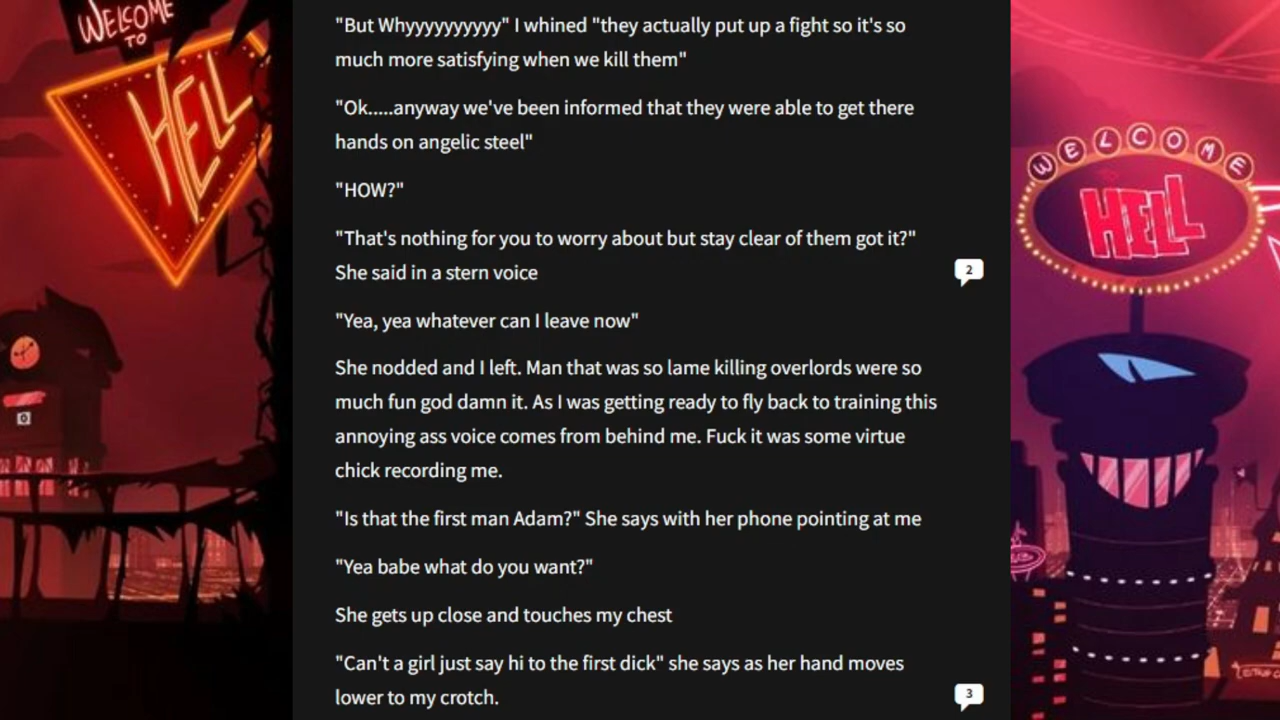 WELCOME
TO
HELL
"But Whyyyyyyyyyy" I whined "they actually put up a fight so it's so
much more satisfying when we kill them"
"Ok.....anyway we've been informed that they were able to get there
hands on angelic steel"
"HOW?"
"That's nothing for you to worry about but stay clear of them got it?"
She said in a stern voice
2
"Yea, yea whatever can I leave now"
She nodded and I left. Man that was so lame killing overlords were so
much fun god damn it. As I was getting ready to fly back to training this
annoying ass voice comes from behind me. Fuck it was some virtue
chick recording me.
"Is that the first man Adam?" She says with her phone pointing at me
"Yea babe what do you want?"
She gets up close and touches my chest
"Can't a girl just say hi to the first dick" she says as her hand moves
lower to my crotch.
3
WELCOME
HELL